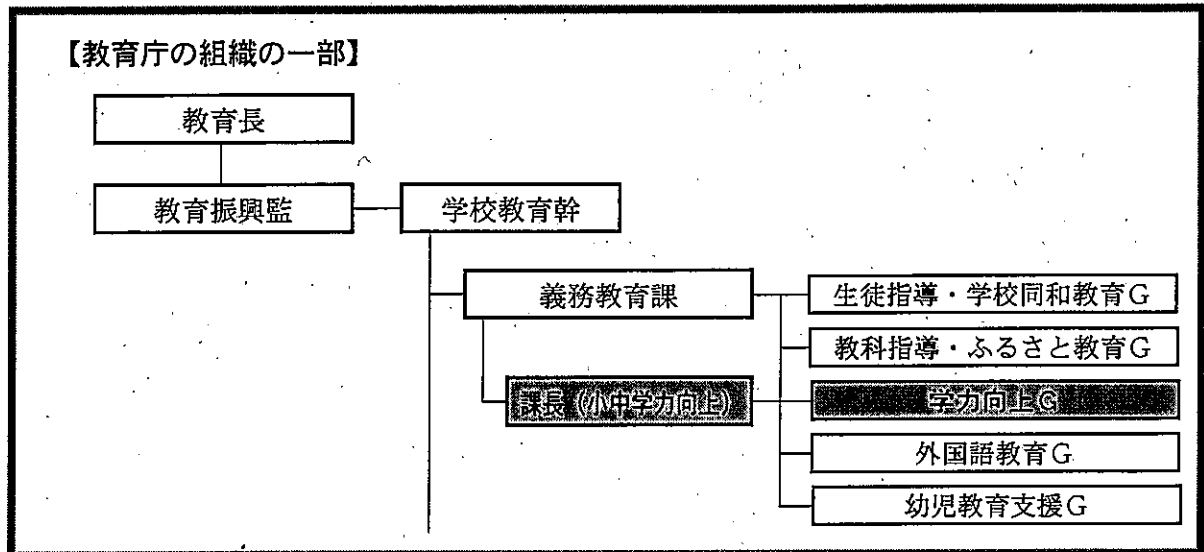 【教育庁の組織の一部】
教育長
教育振興監
学校教育幹
義務教育課
生徒指導・学校同和教育G
教科指導・ふるさと教育G
課長(小中学力向上)
学力向上G
外国語教育G
幼児教育支援G